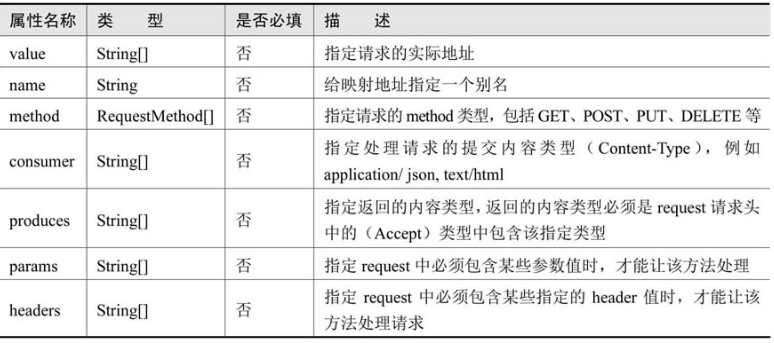 属性名称 类 型 是否必填 描 述
value String[] 否 指定请求的实际地址
name String 否 给映射地址指定一个别名
method RequestMethod[] 否 指定请求的 method 类型，包括 GET、POST、PUT、DELETE 等
consumer String[] 否 指定处理请求的提交内容类型（Content-Type），例如
application/ json, text/html
produces String[] 否 指定返回的内容类型，返回的内容类型必须是 request 请求头
中的（Accept）类型中包含该指定类型
params String[] 否 指定 request 中必须包含某些参数值时，才能让该方法处理
headers String[] 否 指定 request 中必须包含某些指定的 header 值时，才能让该
方法处理请求